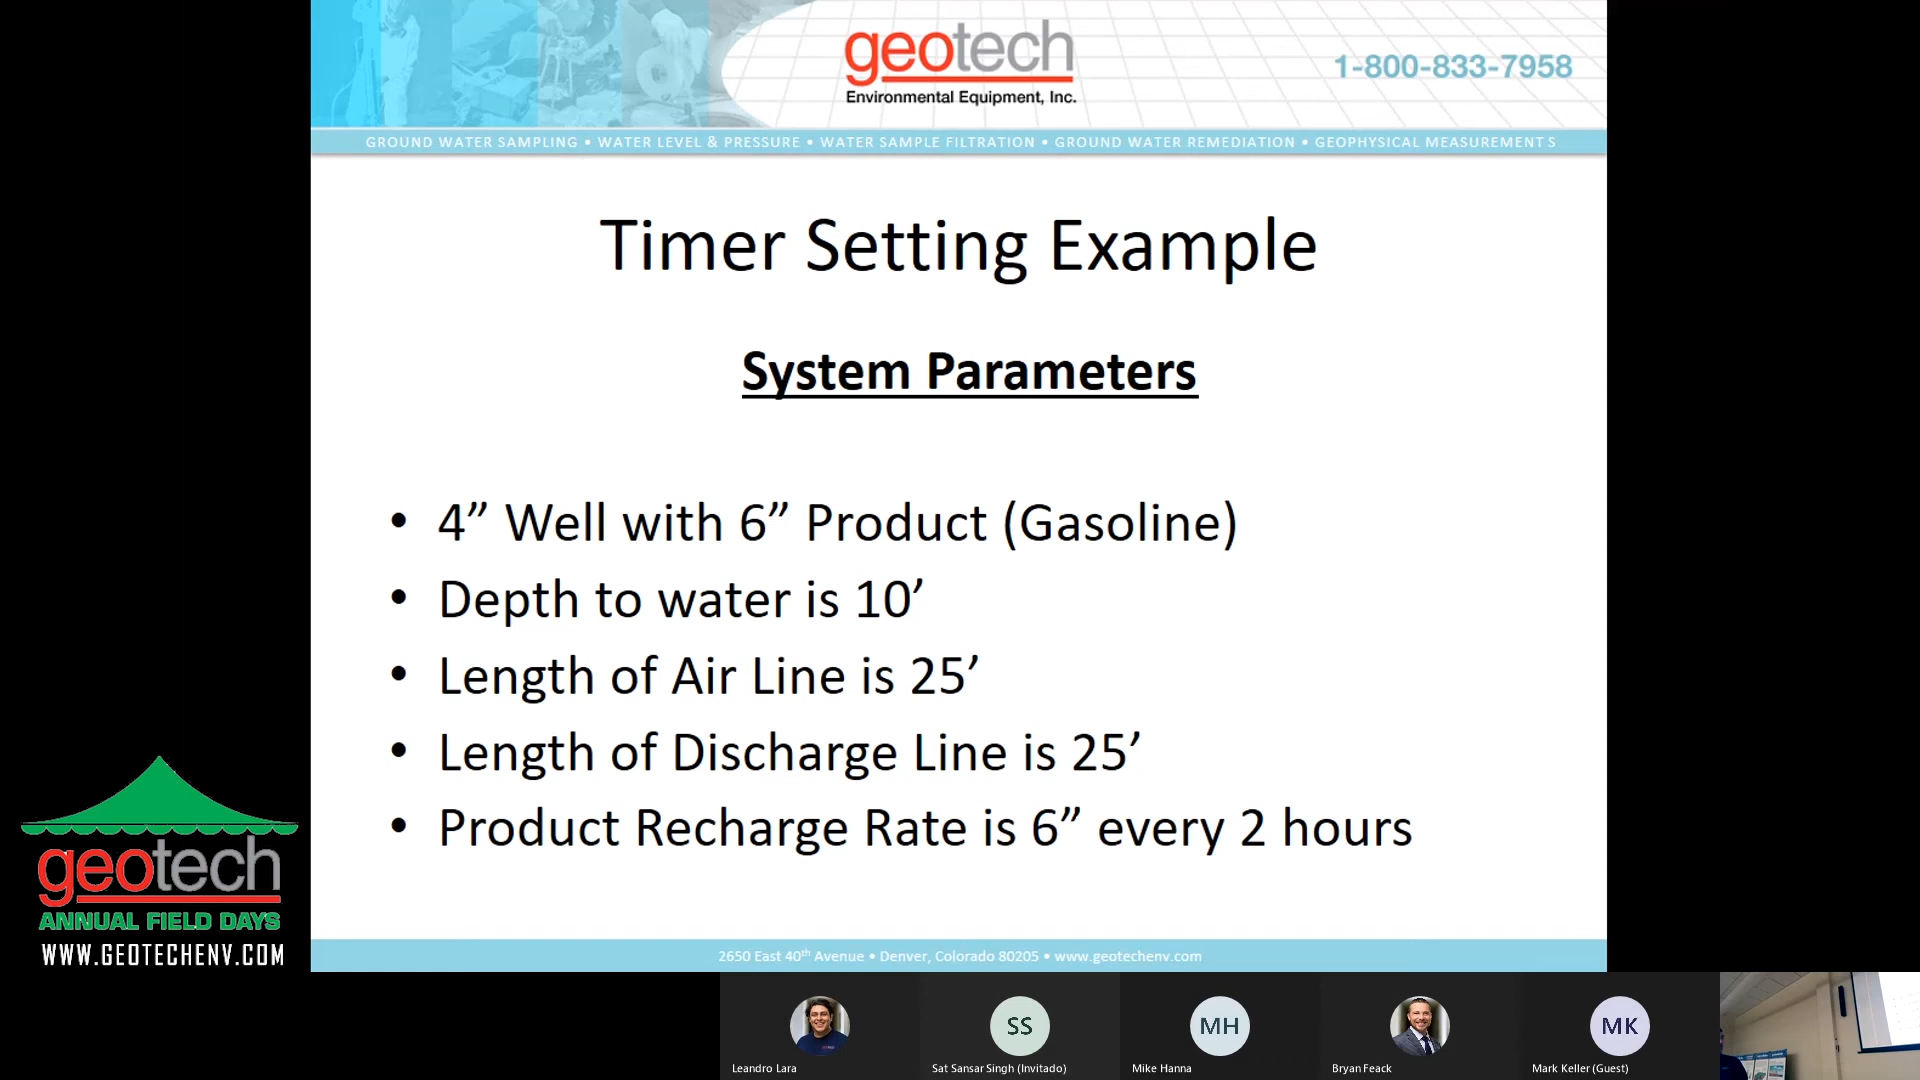 geotech
Environmental Equipment, Inc.
1-800-833-7958
GROUND WATER SAMPLING • WATER LEVEL & PRESSURE • WATER SAMPLE FILTRATION • GROUND WATER REMEDIATION • GEOPHYSICAL MEASUREMENTS
Timer Setting Example
System Parameters
• 4” Well with 6” Product (Gasoline)
• Depth to water is 10’
• Length of Air Line is 25’
• Length of Discharge Line is 25’
• Product Recharge Rate is 6” every 2 hours
geotech
ANNUAL FIELD DAYS
WWW.GEOTECHENV.COM
2650 East 40th Avenue • Denver, Colorado 80205 • www.geotechenv.com
SS
MH
MK
Leandro Lara
Sat Sansar Singh (Invitado)
Mike Hanna
Bryan Feack
Mark Keller (Guest)